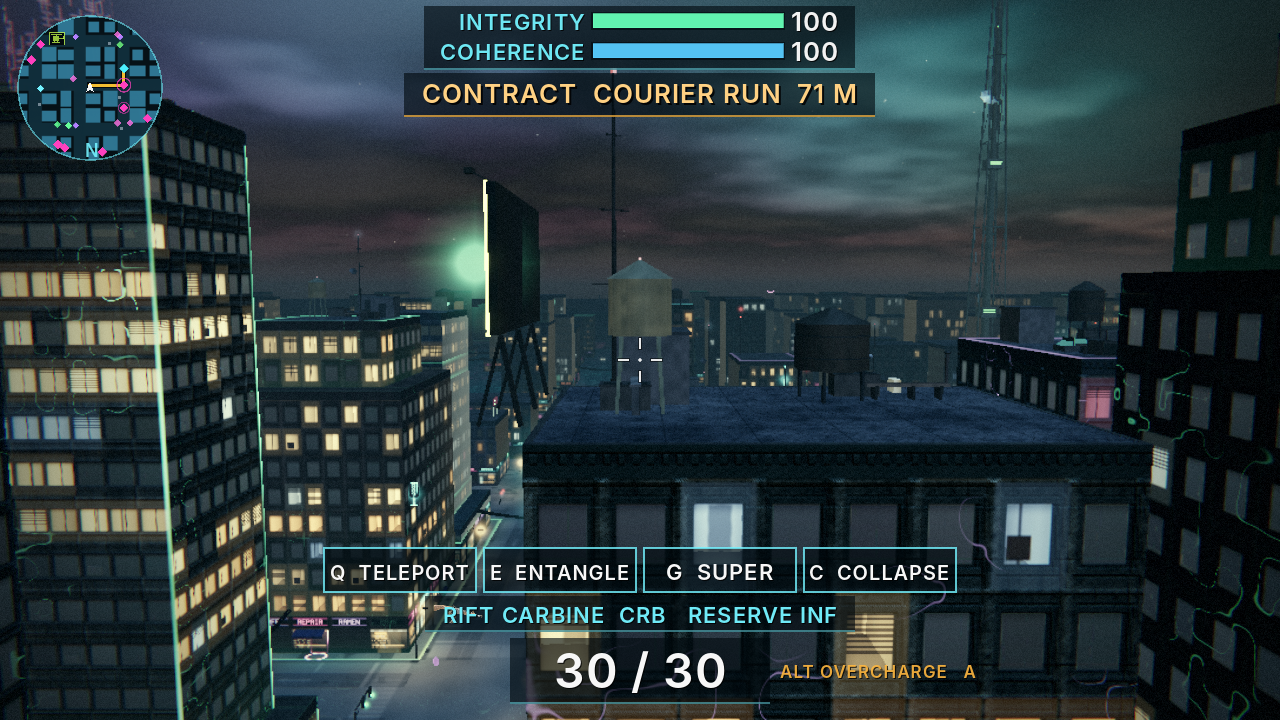 INTEGRITY 100
COHERENCE 100
CONTRACT COURIER RUN 71 M
N
Q TELEPORT
E ENTANGLE
G SUPER
C COLLAPSE
REPAIR RAMEN
RIFT CARBINE CRB RESERVE INF
30 / 30
ALT OVERCHARGE A